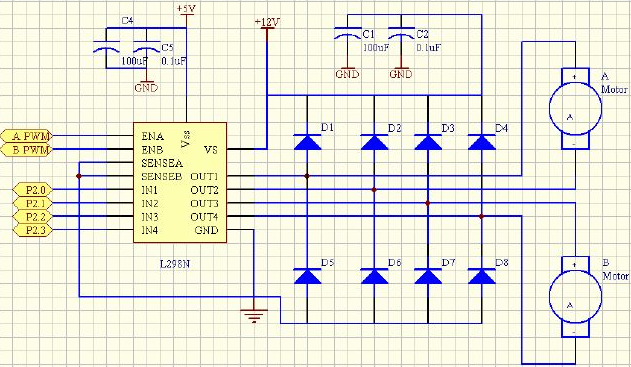 +5V
C4
C5
100uF
0.1uF
GND
+12V
C1
100uF
C2
0.1uF
GND
GND
A PWM
B PWM
P2.0
P2.1
P2.2
P2.3
ENA
ENB
SENSEA
SENSEB
IN1
IN2
IN3
IN4
Vss
VS
OUT1
OUT2
OUT3
OUT4
GND
L298N
D1
D2
D3
D4
D5
D6
D7
D8
A
Motor
+
A
-
B
Motor
+
A
-